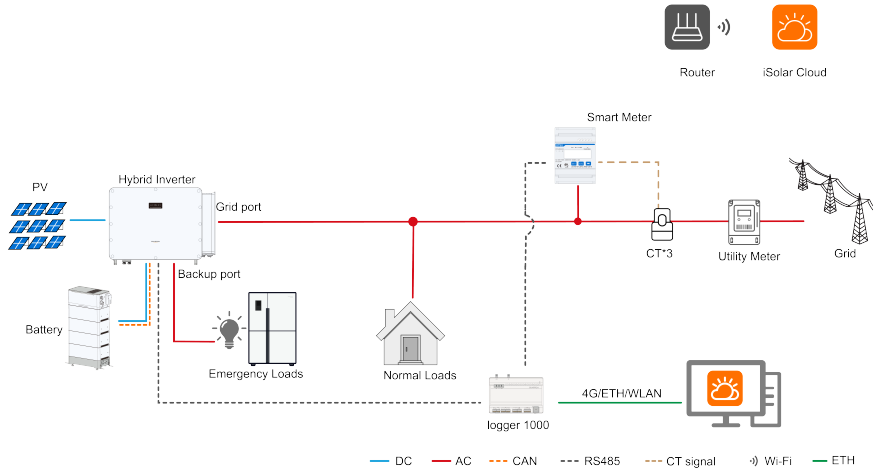 Router
iSolar Cloud
Smart Meter
PV
Hybrid Inverter
Grid port
CT*3
Utility Meter
Grid
Backup port
Battery
Emergency Loads
Normal Loads
4G/ETH/WLAN
logger 1000
DC
AC
CAN
RS485
CT signal
Wi-Fi
ETH